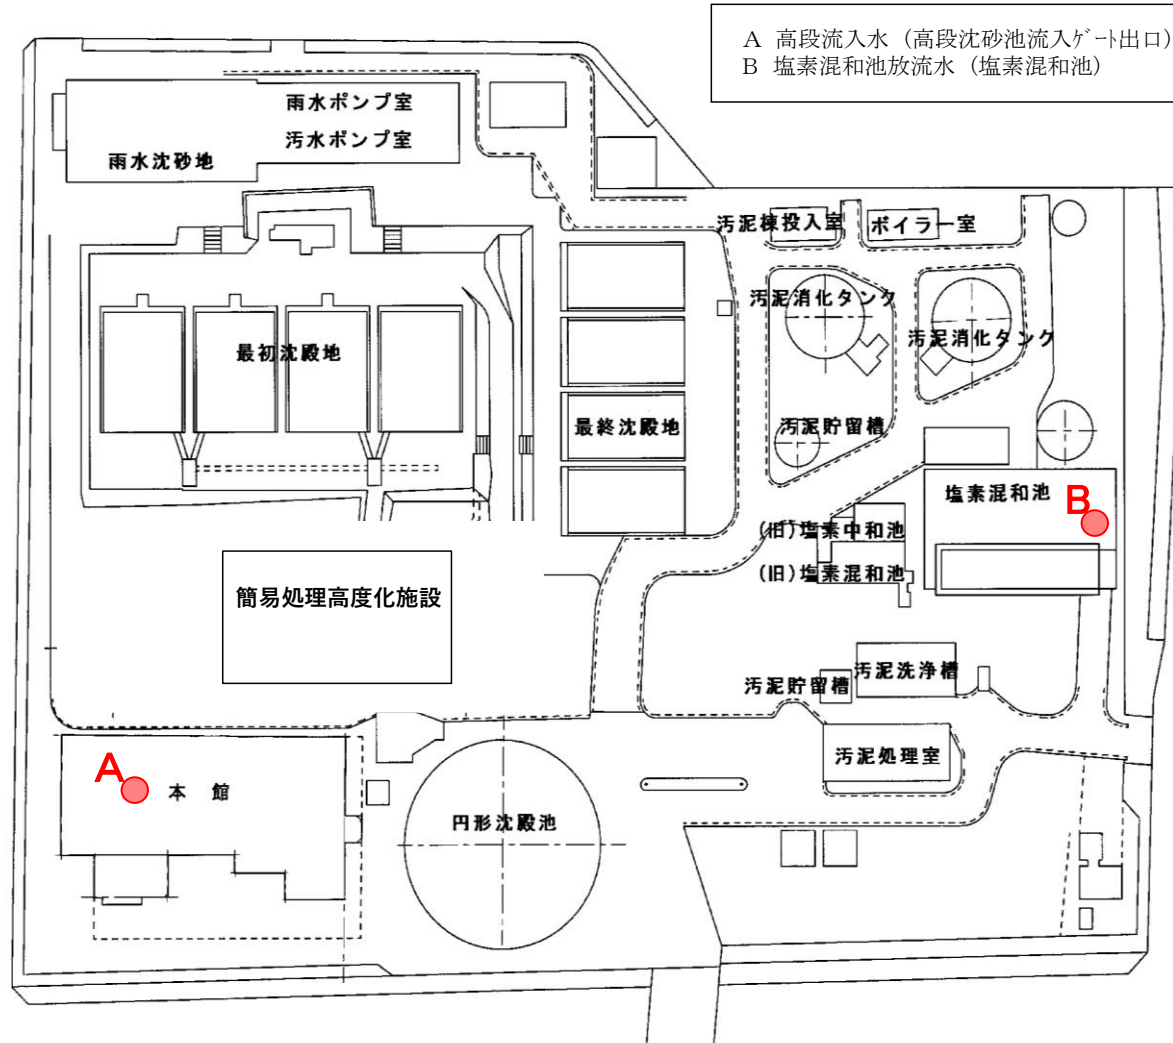 A 高段流入水（高段沈砂池流入ｹﾞｰﾄ出口）
B 塩素混和池放流水（塩素混和池）
雨水ポンプ室
汚水ポンプ室
雨水沈砂地
汚泥棟投入室
ボイラー室
汚泥消化タンク
汚泥消化タンク
最初沈殿地
最終沈殿地
汚泥貯留槽
塩素混和池
B
(旧)塩素中和池
(旧)塩素混和池
簡易処理高度化施設
汚泥洗浄槽
汚泥貯留槽
汚泥処理室
A
本　館
円形沈殿池